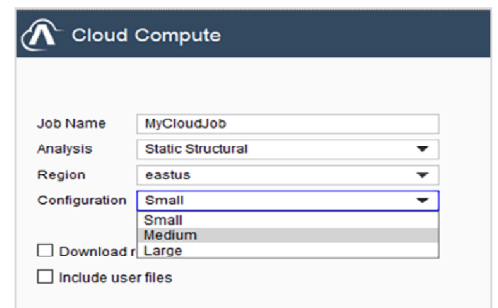 Cloud Compute
Job Name MyCloudJob
Analysis Static Structural
Region eastus
Configuration Small
Small
Medium
Download r Large
Include user files